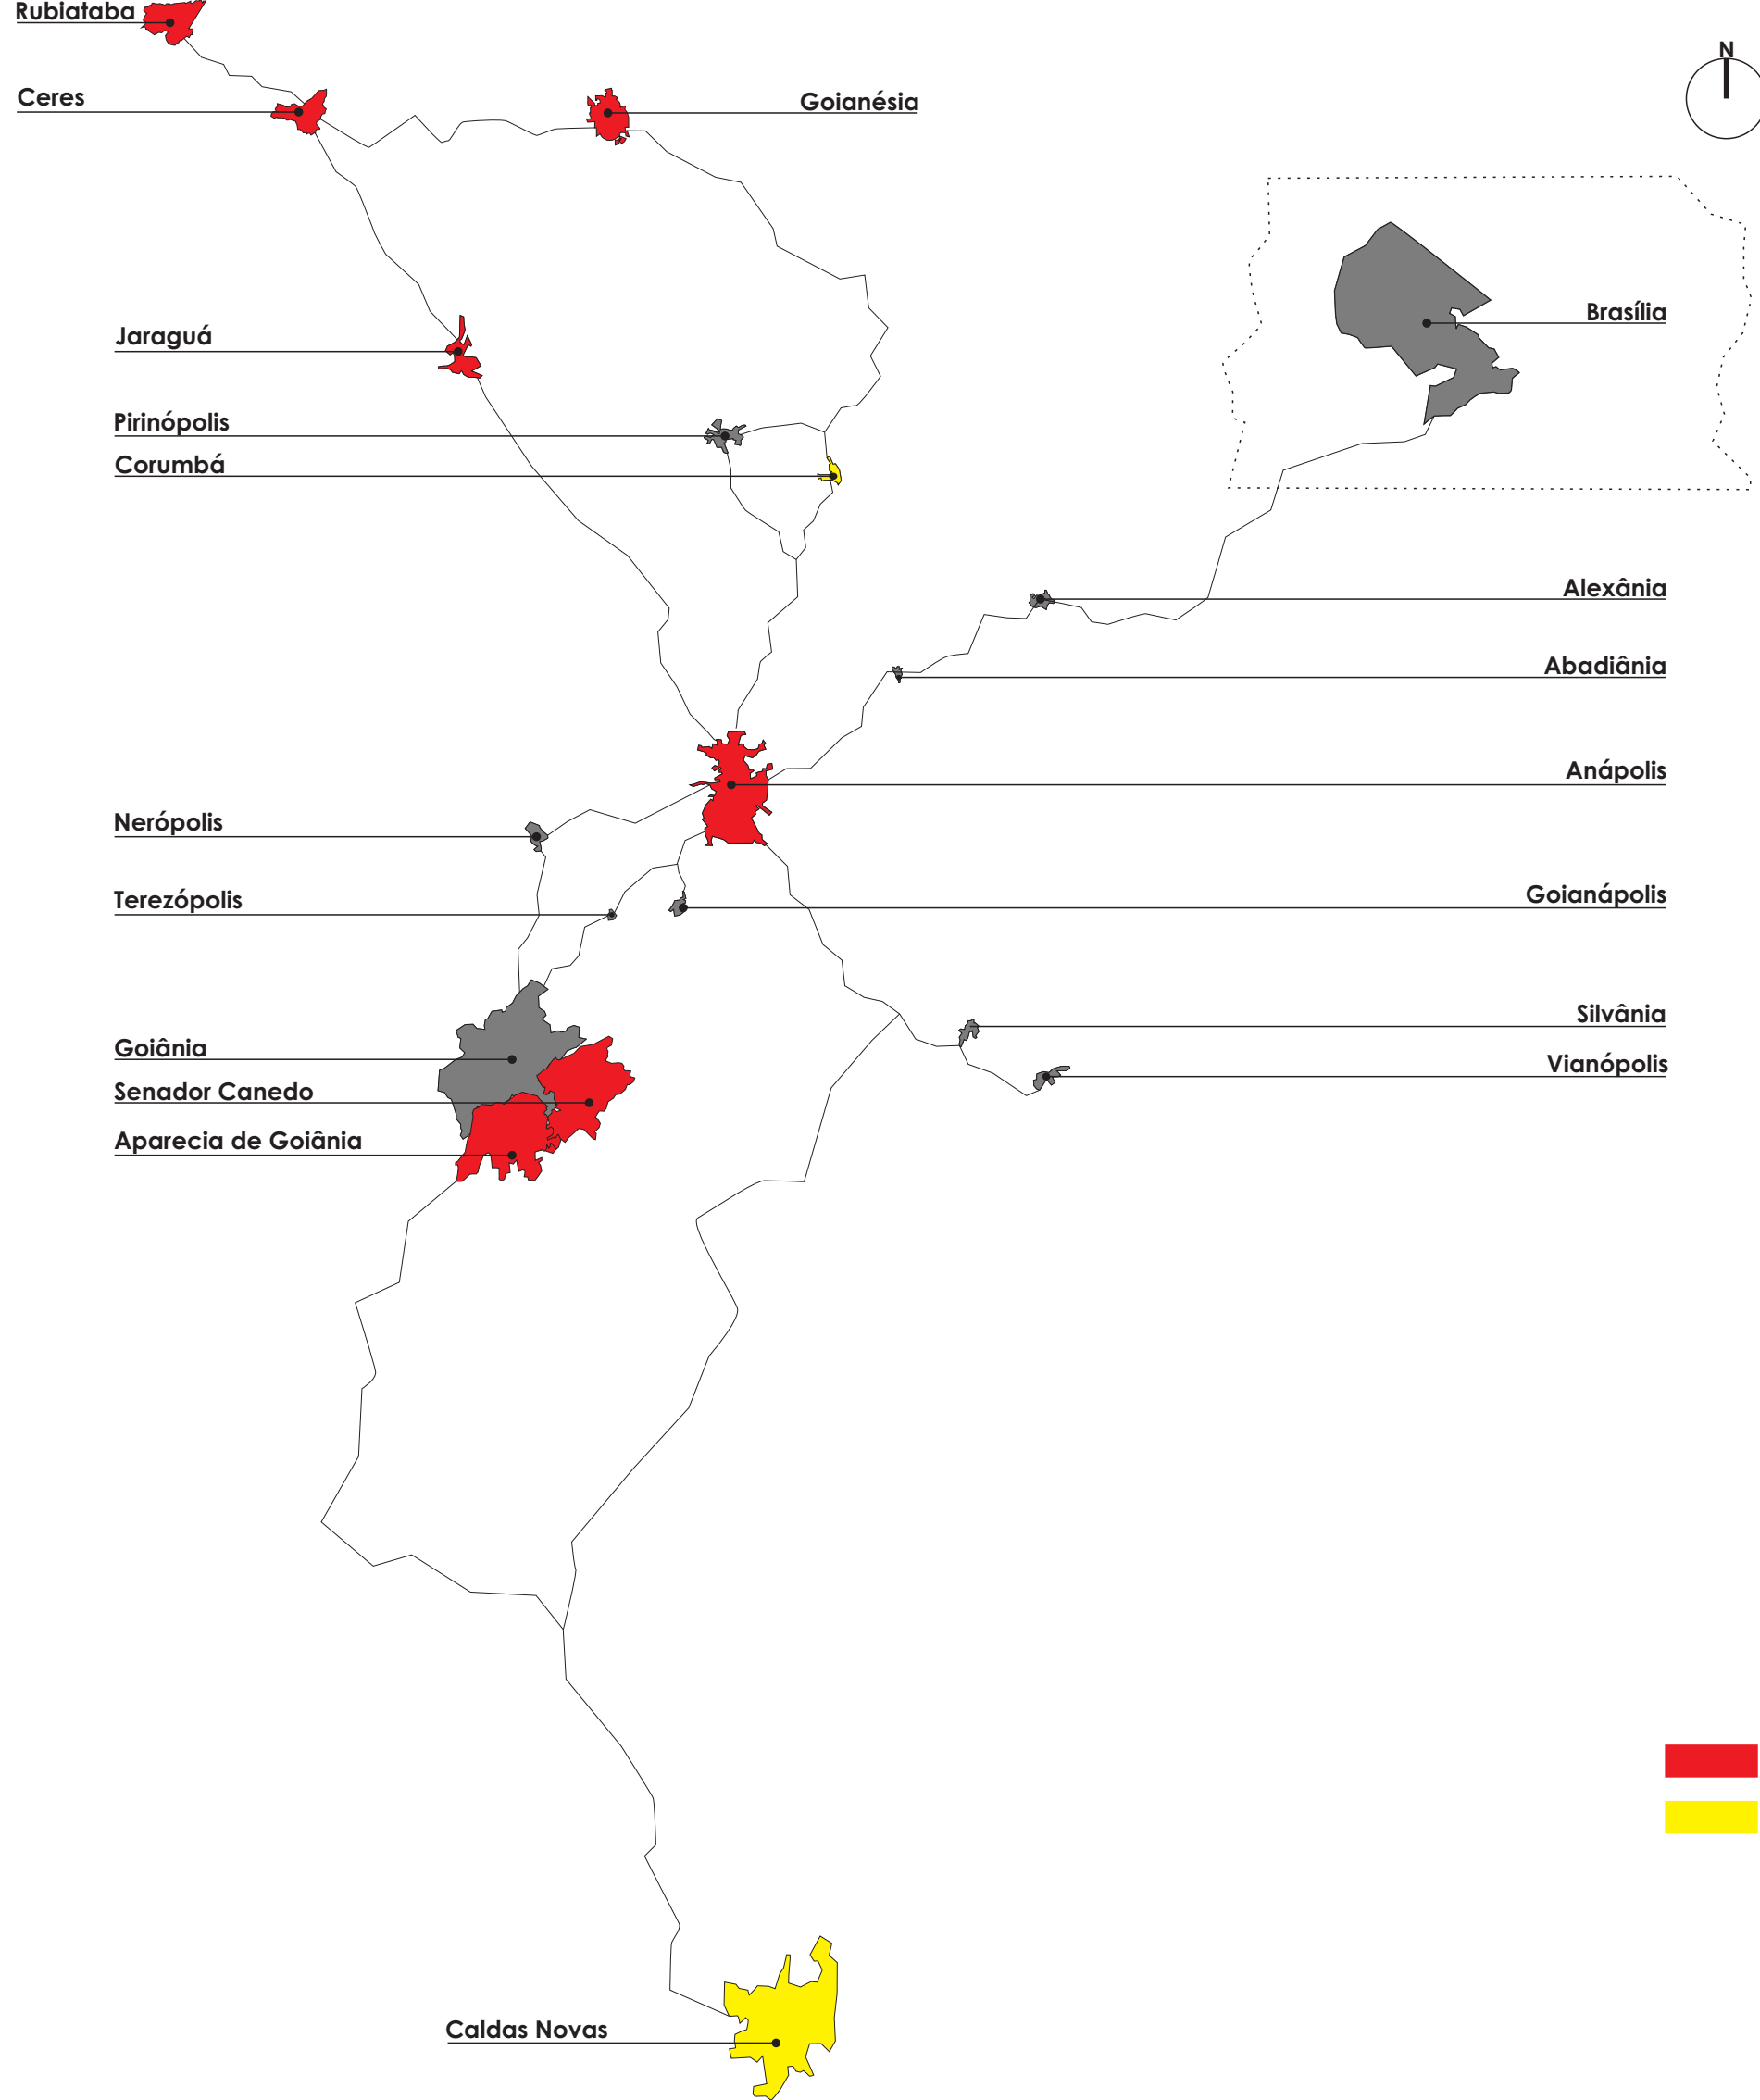 Rubiataba
N
Ceres
Goianésia
Brasília
Jaraguá
Pirinópolis
Corumbá
Alexânia
Abadiânia
Anápolis
Nerópolis
Terezópolis
Goianápolis
Silvânia
Goiânia
Vianópolis
Senador Canedo
Aparecia de Goiânia
Caldas Novas